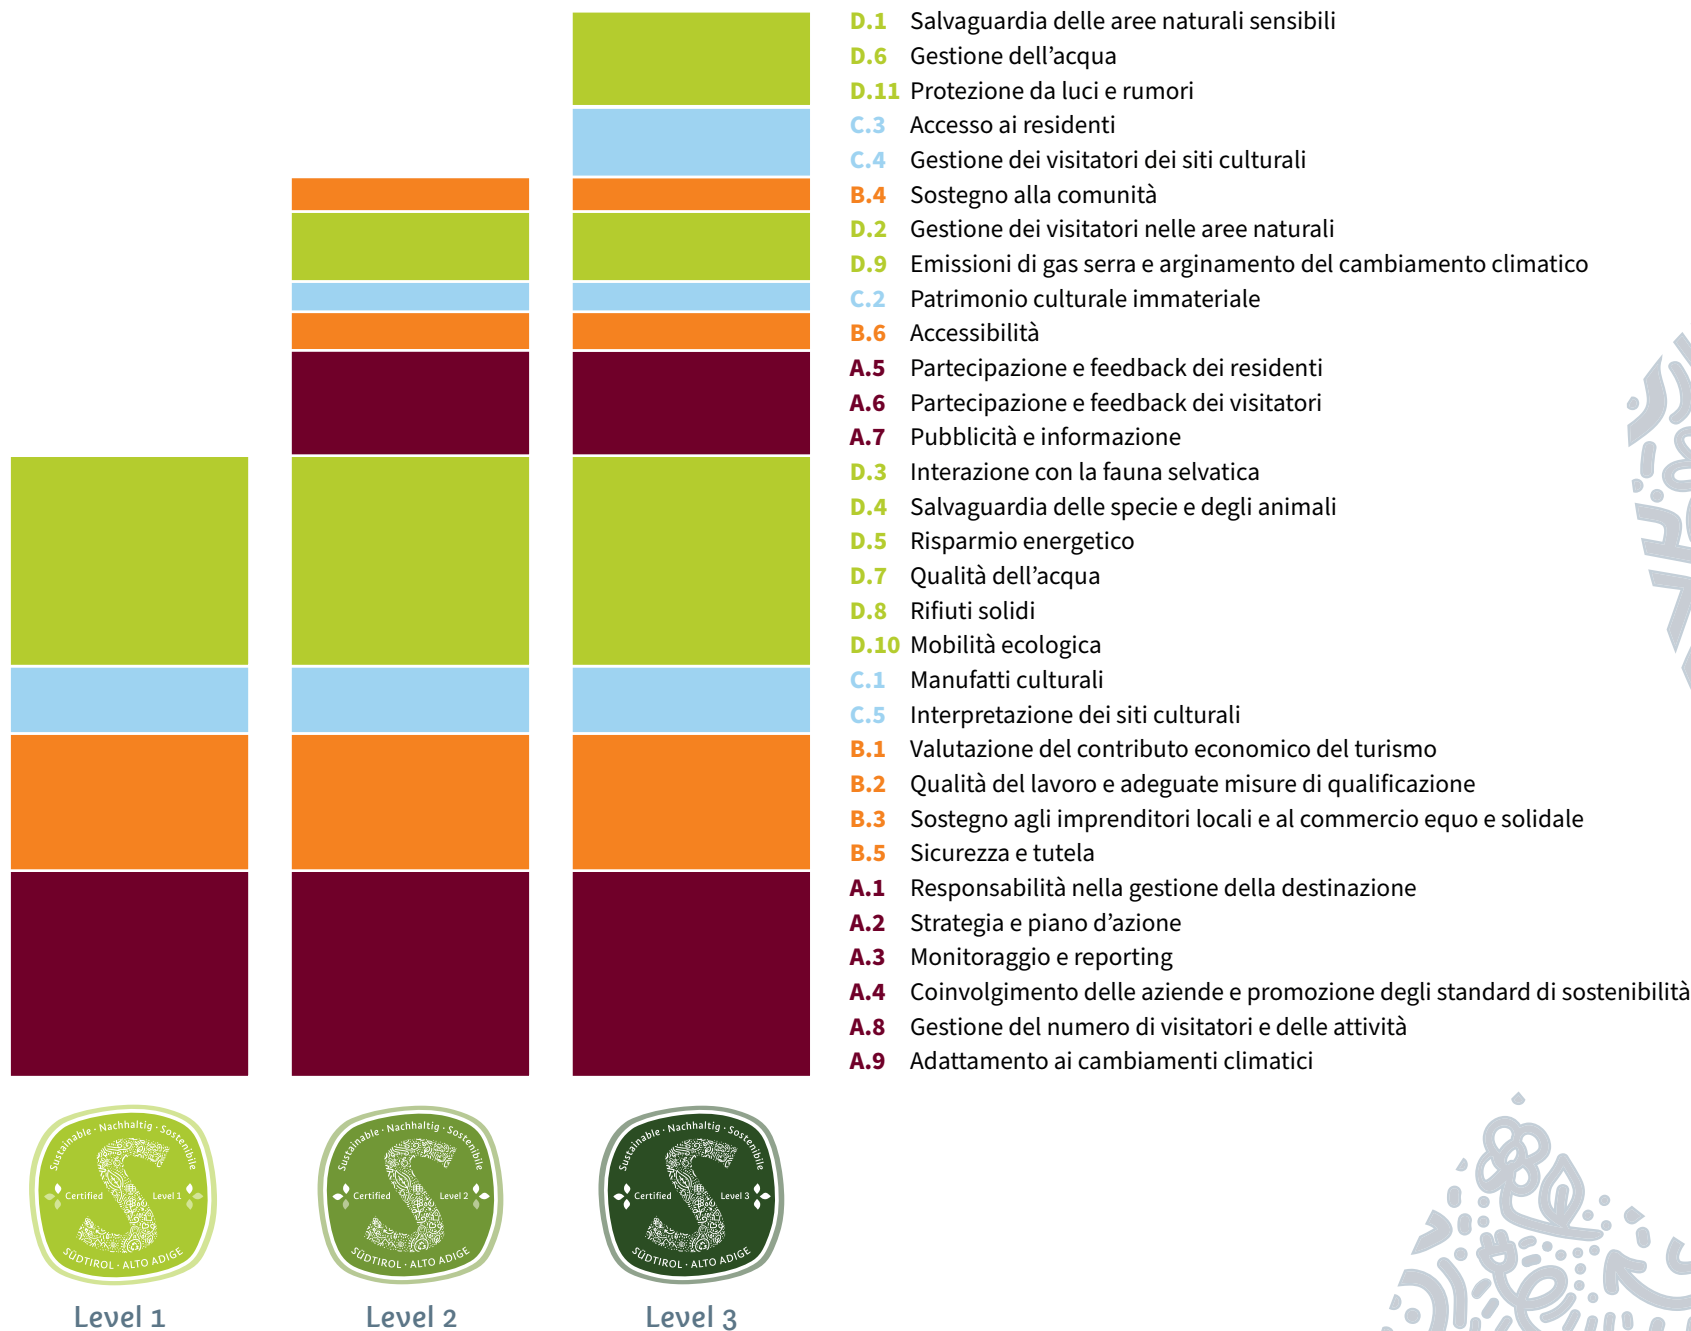 D.1 Salvaguardia delle aree naturali sensibili
D.6 Gestione dell’acqua
D.11 Protezione da luci e rumori
C.3 Accesso ai residenti
C.4 Gestione dei visitatori dei siti culturali
B.4 Sostegno alla comunità
D.2 Gestione dei visitatori nelle aree naturali
D.9 Emissioni di gas serra e arginamento del cambiamento climatico
C.2 Patrimonio culturale immateriale
B.6 Accessibilità
A.5 Partecipazione e feedback dei residenti
A.6 Partecipazione e feedback dei visitatori
A.7 Pubblicità e informazione
D.3 Interazione con la fauna selvatica
D.4 Salvaguardia delle specie e degli animali
D.5 Risparmio energetico
D.7 Qualità dell’acqua
D.8 Rifiuti solidi
D.10 Mobilità ecologica
C.1 Manufatti culturali
C.5 Interpretazione dei siti culturali
B.1 Valutazione del contributo economico del turismo
B.2 Qualità del lavoro e adeguate misure di qualificazione
B.3 Sostegno agli imprenditori locali e al commercio equo e solidale
B.5 Sicurezza e tutela
A.1 Responsabilità nella gestione della destinazione
A.2 Strategia e piano d’azione
A.3 Monitoraggio e reporting
A.4 Coinvolgimento delle aziende e promozione degli standard di sostenibilità
A.8 Gestione del numero di visitatori e delle attività
A.9 Adattamento ai cambiamenti climatici
Sustainable · Nachhaltig · Sostenibile
Certified Level 1
SÜDTIROL · ALTO ADIGE
Level 1
Sustainable · Nachhaltig · Sostenibile
Certified Level 2
SÜDTIROL · ALTO ADIGE
Level 2
Sustainable · Nachhaltig · Sostenibile
Certified Level 3
SÜDTIROL · ALTO ADIGE
Level 3